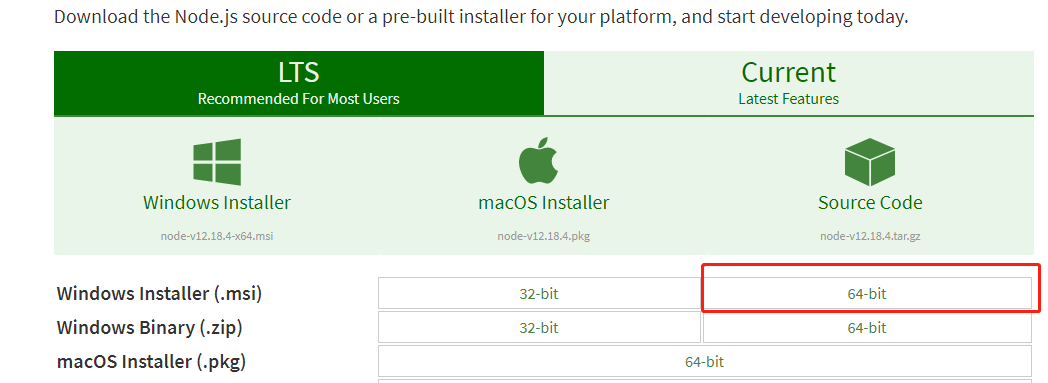 Download the Node.js source code or a pre-built installer for your platform, and start developing today.
LTS
Recommended For Most Users
Current
Latest Features
Windows Installer
node-v12.18.4-x64.msi
macOS Installer
node-v12.18.4.pkg
Source Code
node-v12.18.4.tar.gz
Windows Installer (.msi) 32-bit 64-bit
Windows Binary (.zip) 32-bit 64-bit
macOS Installer (.pkg) 64-bit